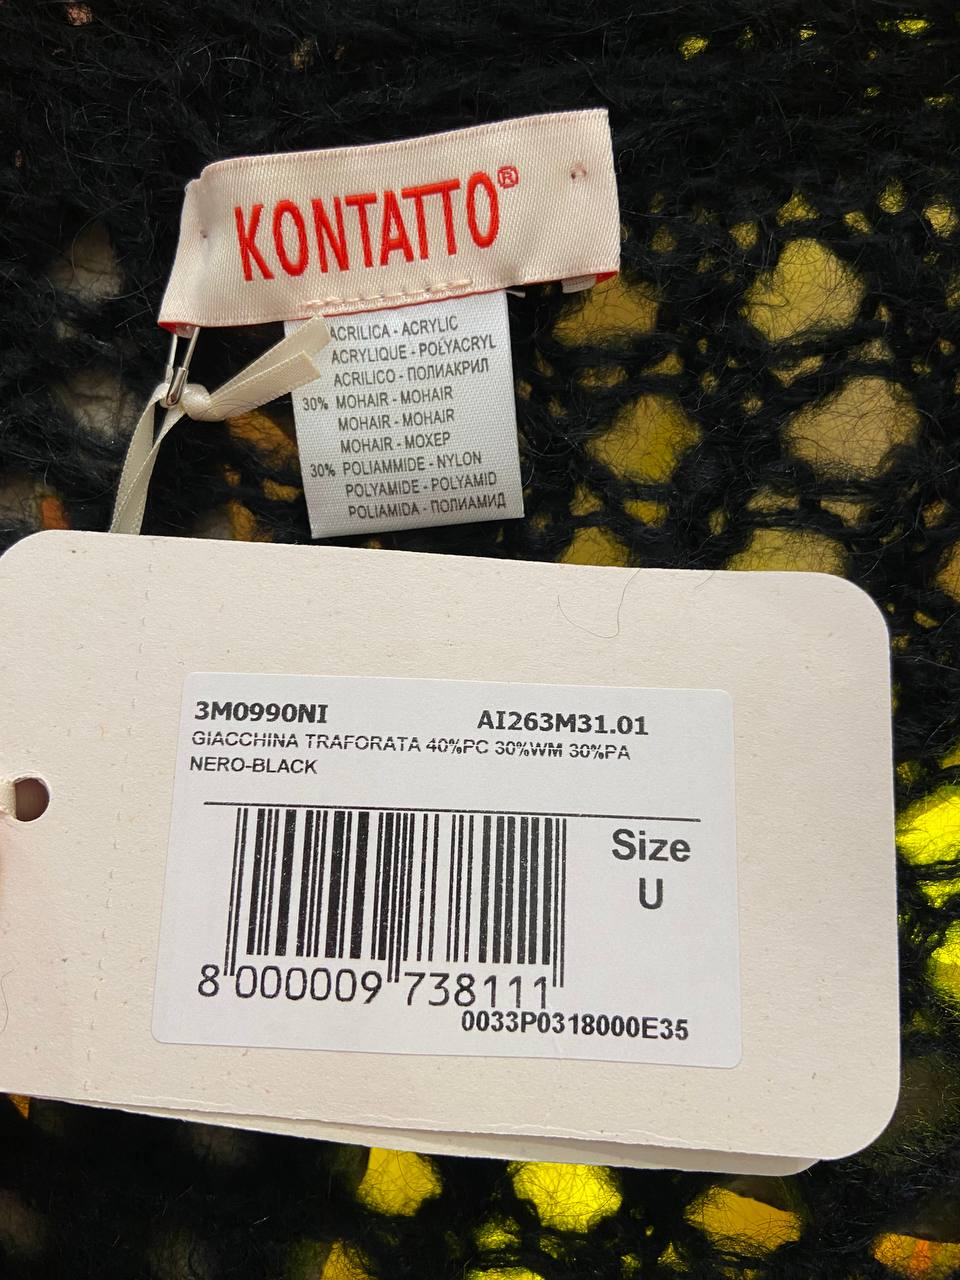 KONTATTO®
ACRILICA - ACRYLIC
ACRYLIQUE - POLYACRYL
ACRILICO - ПОЛИАКРИЛ
30% MOHAIR - MOHAIR
MOHAIR - MOHAIR
MOHAIR - МОХЕР
30% POLIAMMIDE - NYLON
POLYAMIDE - POLYAMID
POLIAMIDA - ПОЛИАМИД
3M0990NI AI263M31.01
GIACCHINA TRAFORATA 40%PC 30%WM 30%PA
NERO-BLACK
Size
U
8 000009 738111
0033P0318000E35